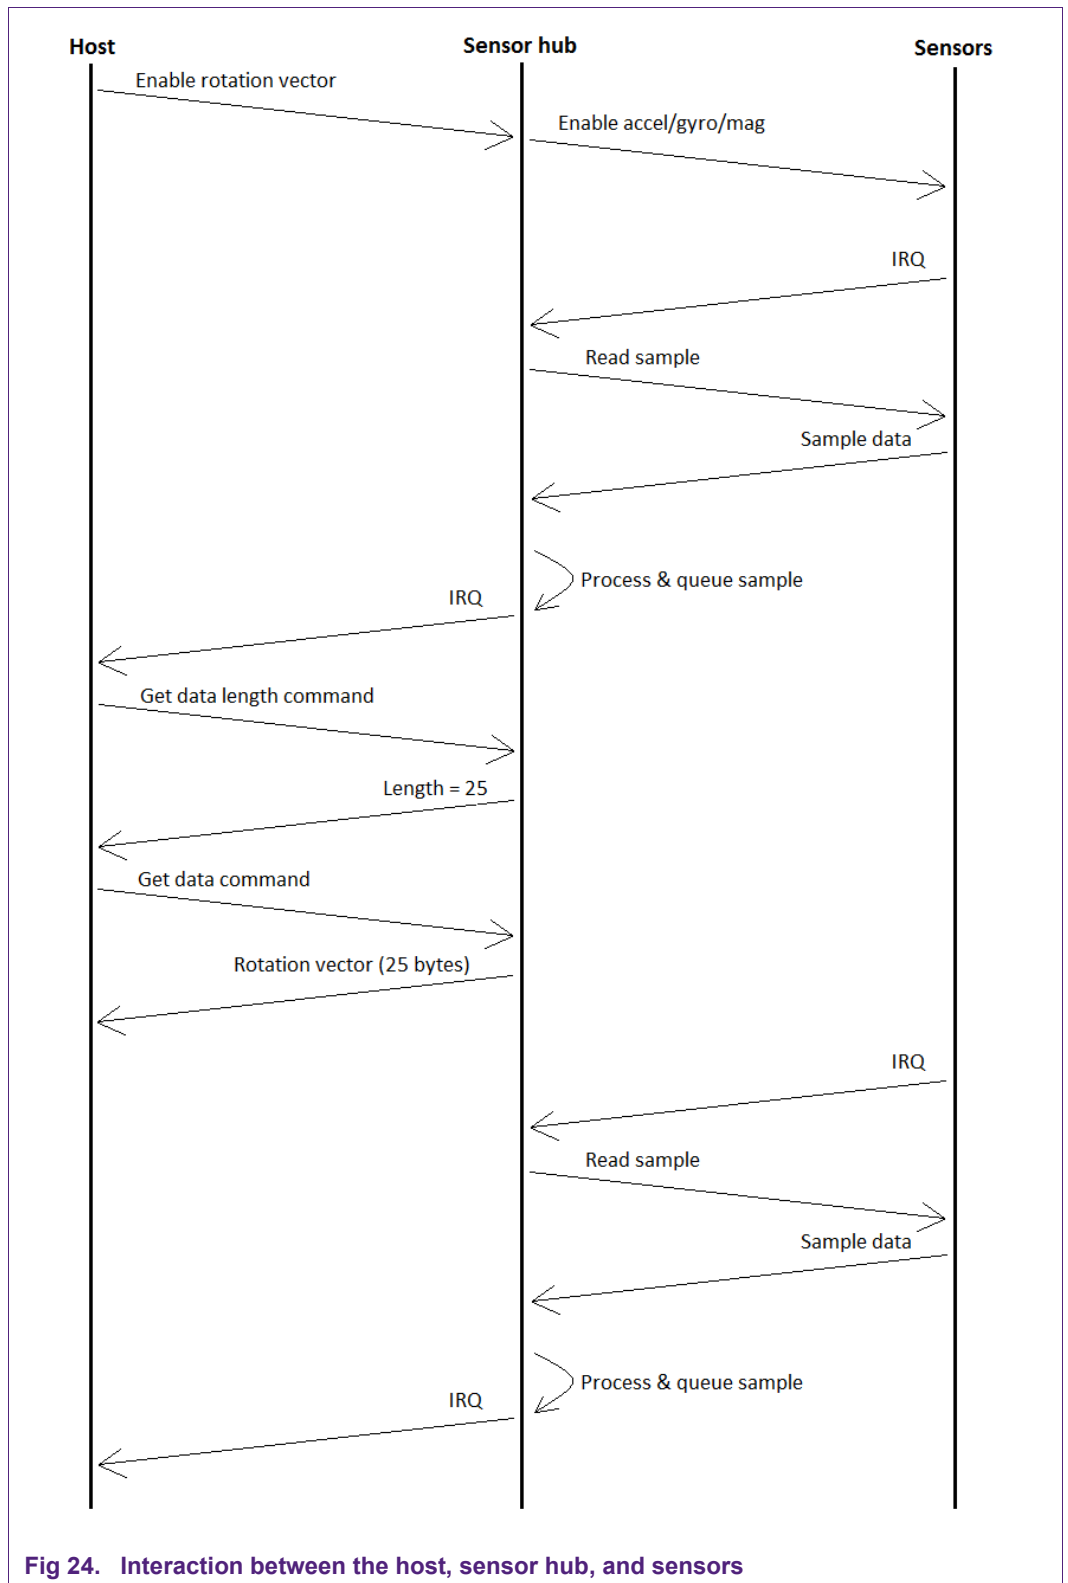 Host
Sensor hub
Sensors
Enable rotation vector
Enable accel/gyro/mag
IRQ
Read sample
Sample data
Process & queue sample
IRQ
Get data length command
Length = 25
Get data command
Rotation vector (25 bytes)
IRQ
Read sample
Sample data
Process & queue sample
IRQ
Fig 24. Interaction between the host, sensor hub, and sensors